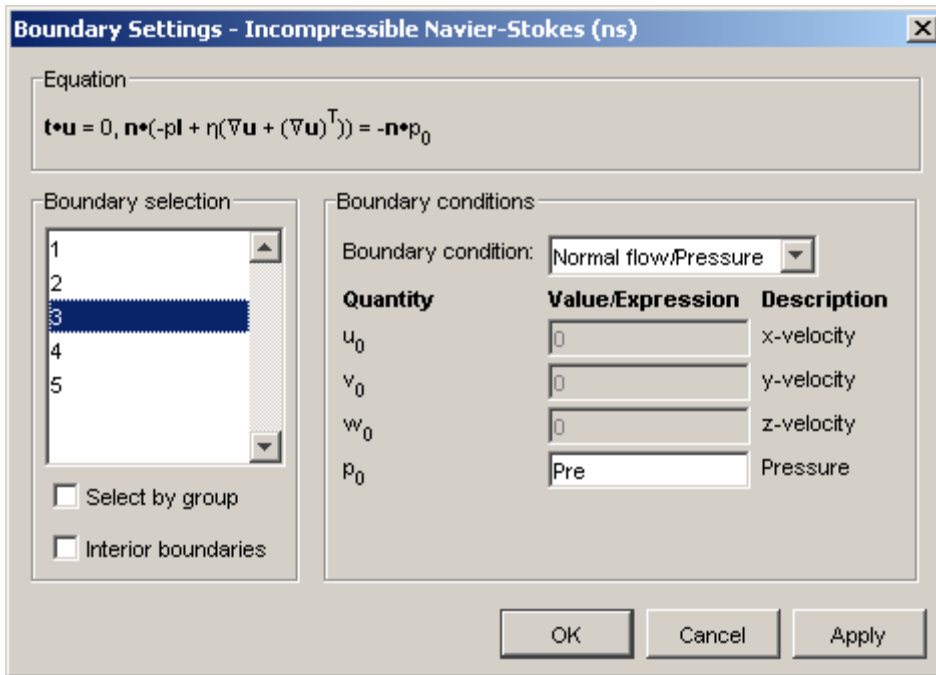 Boundary Settings - Incompressible Navier-Stokes (ns)
Equation
t•u = 0, n•(-pI + η(∇u + (∇u)ᵀ)) = -n•p₀
Boundary selection
1
2
3
4
5
Select by group
Interior boundaries
Boundary conditions
Boundary condition: Normal flow/Pressure
Quantity Value/Expression Description
u₀ 0 x-velocity
v₀ 0 y-velocity
w₀ 0 z-velocity
p₀ Pre Pressure
OK Cancel Apply